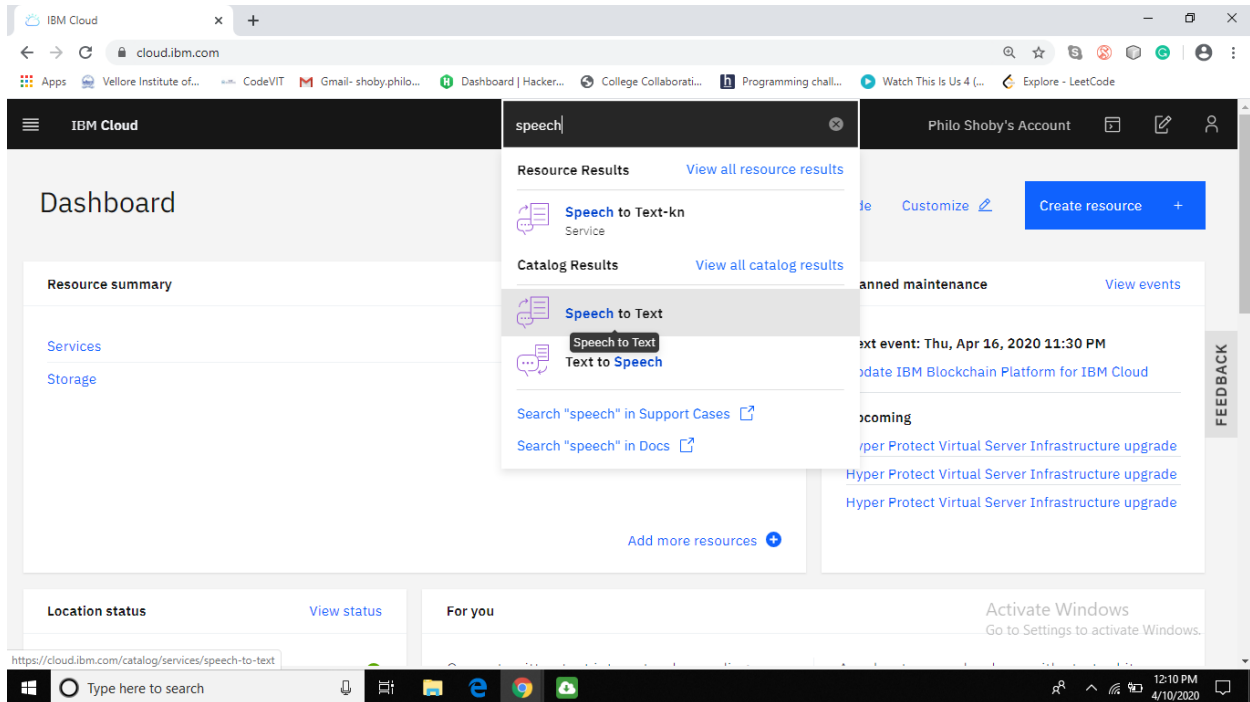 IBM Cloud
cloud.ibm.com
Apps Vellore Institute of... CodeVIT Gmail- shoby.philo... Dashboard | Hacker... College Collaborati... Programming chall... Watch This Is Us 4 (... Explore - LeetCode
IBM Cloud
speech
Philo Shoby's Account
Resource Results View all resource results
Dashboard
Speech to Text-kn
Service
Customize
Create resource +
Catalog Results View all catalog results
Resource summary
View events
Speech to Text
Speech to Text
Text to Speech
Services
Storage
Thu, Apr 16, 2020 11:30 PM
IBM Blockchain Platform for IBM Cloud
Search "speech" in Support Cases
Search "speech" in Docs
Protect Virtual Server Infrastructure upgrade
Hyper Protect Virtual Server Infrastructure upgrade
Hyper Protect Virtual Server Infrastructure upgrade
FEEDBACK
Add more resources
Location status View status
For you
Activate Windows
Go to Settings to activate Windows.
https://cloud.ibm.com/catalog/services/speech-to-text
Type here to search
12:10 PM
4/10/2020